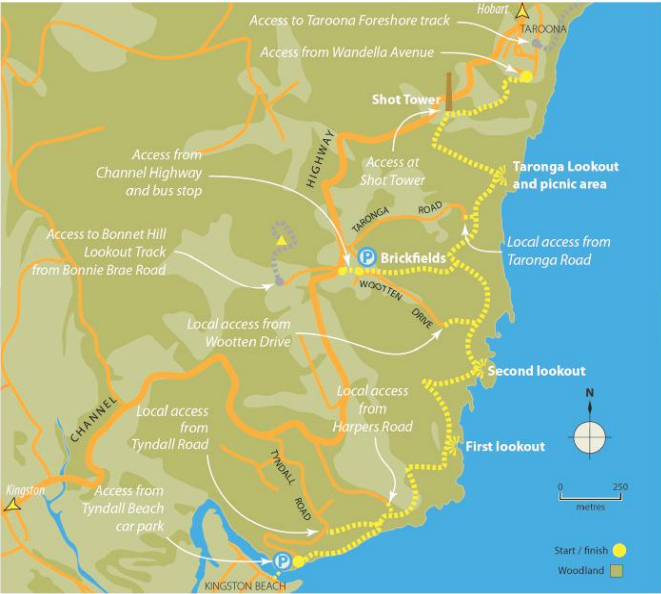 Hobart
Access to Taroona Foreshore track
TAROONA
Access from Wandella Avenue
Shot Tower
HIGHWAY
Access from
Channel Highway
and bus stop
Access at
Shot Tower
Taronga Lookout
and picnic area
TARONGA ROAD
Access to Bonnet Hill
Lookout Track
from Bonnie Brae Road
P
Brickfields
Local access from
Taronga Road
WOOTTEN DRIVE
Local access from
Wootten Drive
Second lookout
CHANNEL
Local access
from
Tyndall Road
Local access
from
Harpers Road
N
First lookout
TYNDALL ROAD
Kingston
Access from
Tyndall Beach
car park
0 250
metres
Start / finish
Woodland
P
KINGSTON BEACH